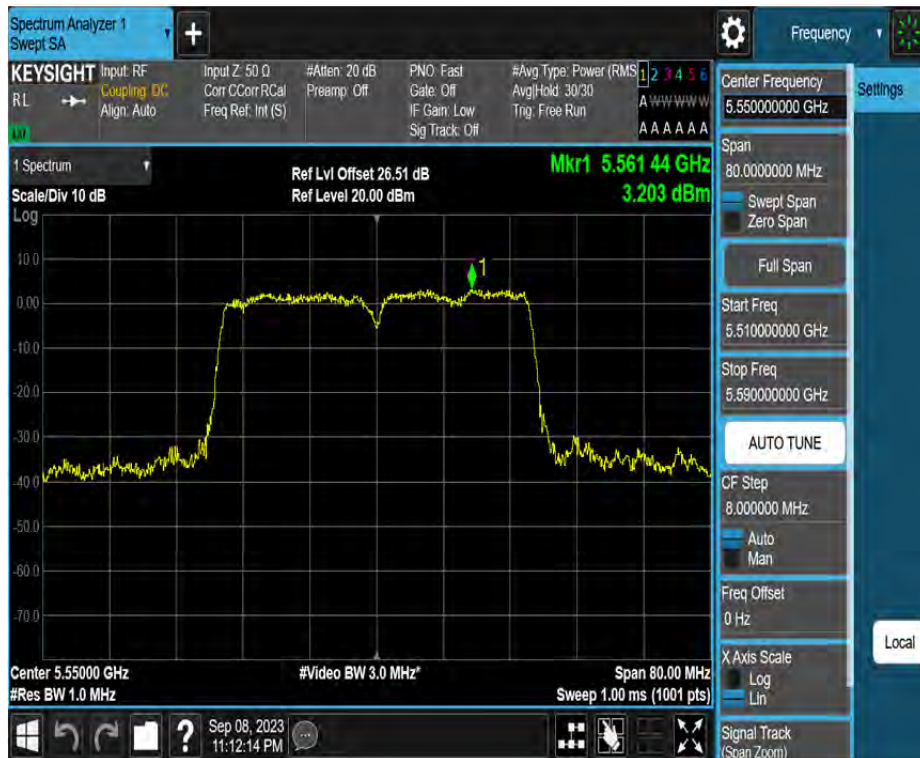 Spectrum Analyzer 1
Swept SA
+
Frequency
KEYSIGHT
RL
Input: RF
Coupling: DC
Align: Auto
Input Z: 50 Ω
Corr CCorr RCal
Freq Ref: Int (S)
#Atten: 20 dB
Preamp: Off
PNO: Fast
Gate: Off
IF Gain: Low
Sig Track: Off
#Avg Type: Power (RMS
Avg|Hold: 30/30
Trig: Free Run
1 2 3 4 5 6
A W W W W W
A A A A A A
1 Spectrum
Scale/Div 10 dB
Ref Lvl Offset 26.51 dB
Ref Level 20.00 dBm
Mkr1 5.561 44 GHz
3.203 dBm
Log
10.0
0.00
-10.0
-20.0
-30.0
-40.0
-50.0
-60.0
-70.0
1
Center 5.55000 GHz
#Res BW 1.0 MHz
#Video BW 3.0 MHz*
Span 80.00 MHz
Sweep 1.00 ms (1001 pts)
Sep 08, 2023
11:12:14 PM
?
Center Frequency
5.550000000 GHz
Settings
Span
80.0000000 MHz
Swept Span
Zero Span
Full Span
Start Freq
5.510000000 GHz
Stop Freq
5.590000000 GHz
AUTO TUNE
CF Step
8.000000 MHz
Auto
Man
Freq Offset
0 Hz
X Axis Scale
Log
Lin
Local
Signal Track
(Span Zoom)